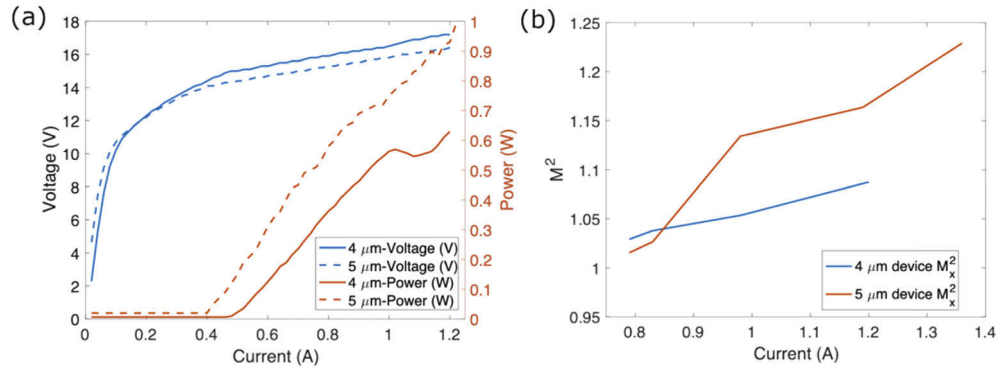 (a)
18
16
14
12
10
8
6
4
2
0
Voltage (V)
1
0.9
0.8
0.7
0.6
0.5
0.4
0.3
0.2
0.1
0
Power (W)
4 μm-Voltage (V)
5 μm-Voltage (V)
4 μm-Power (W)
5 μm-Power (W)
0 0.2 0.4 0.6 0.8 1 1.2
Current (A)
(b)
1.25
1.2
1.15
1.1
1.05
1
0.95
M²
4 μm device M²ₓ
5 μm device M²ₓ
0.8 0.9 1 1.1 1.2 1.3 1.4
Current (A)